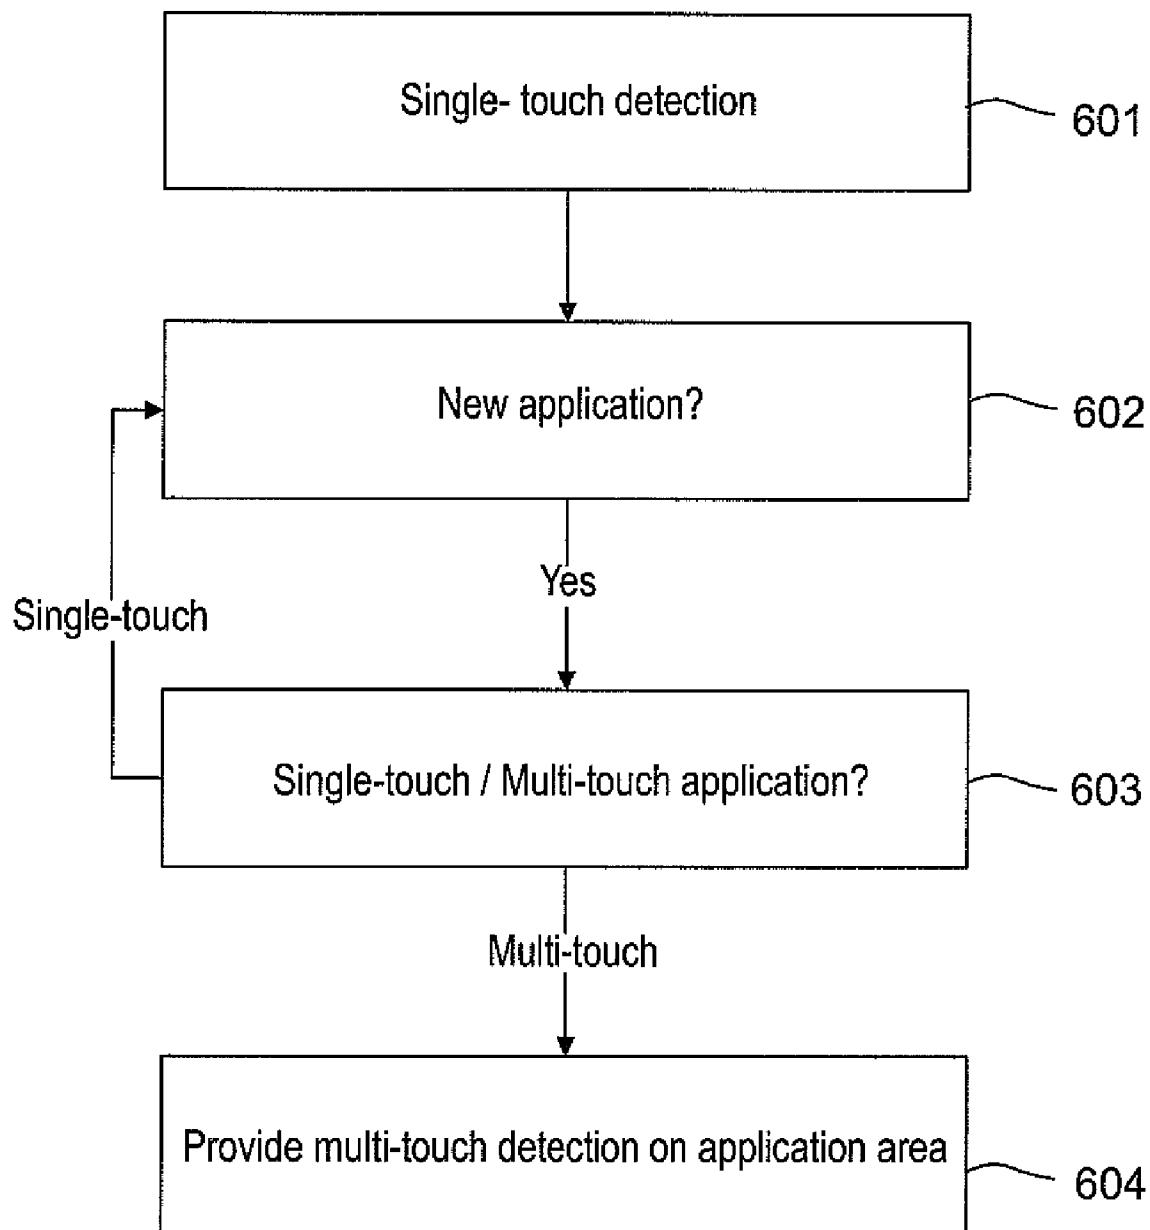 Single- touch detection
601
New application?
602
Yes
Single-touch
Single-touch / Multi-touch application?
603
Multi-touch
Provide multi-touch detection on application area
604